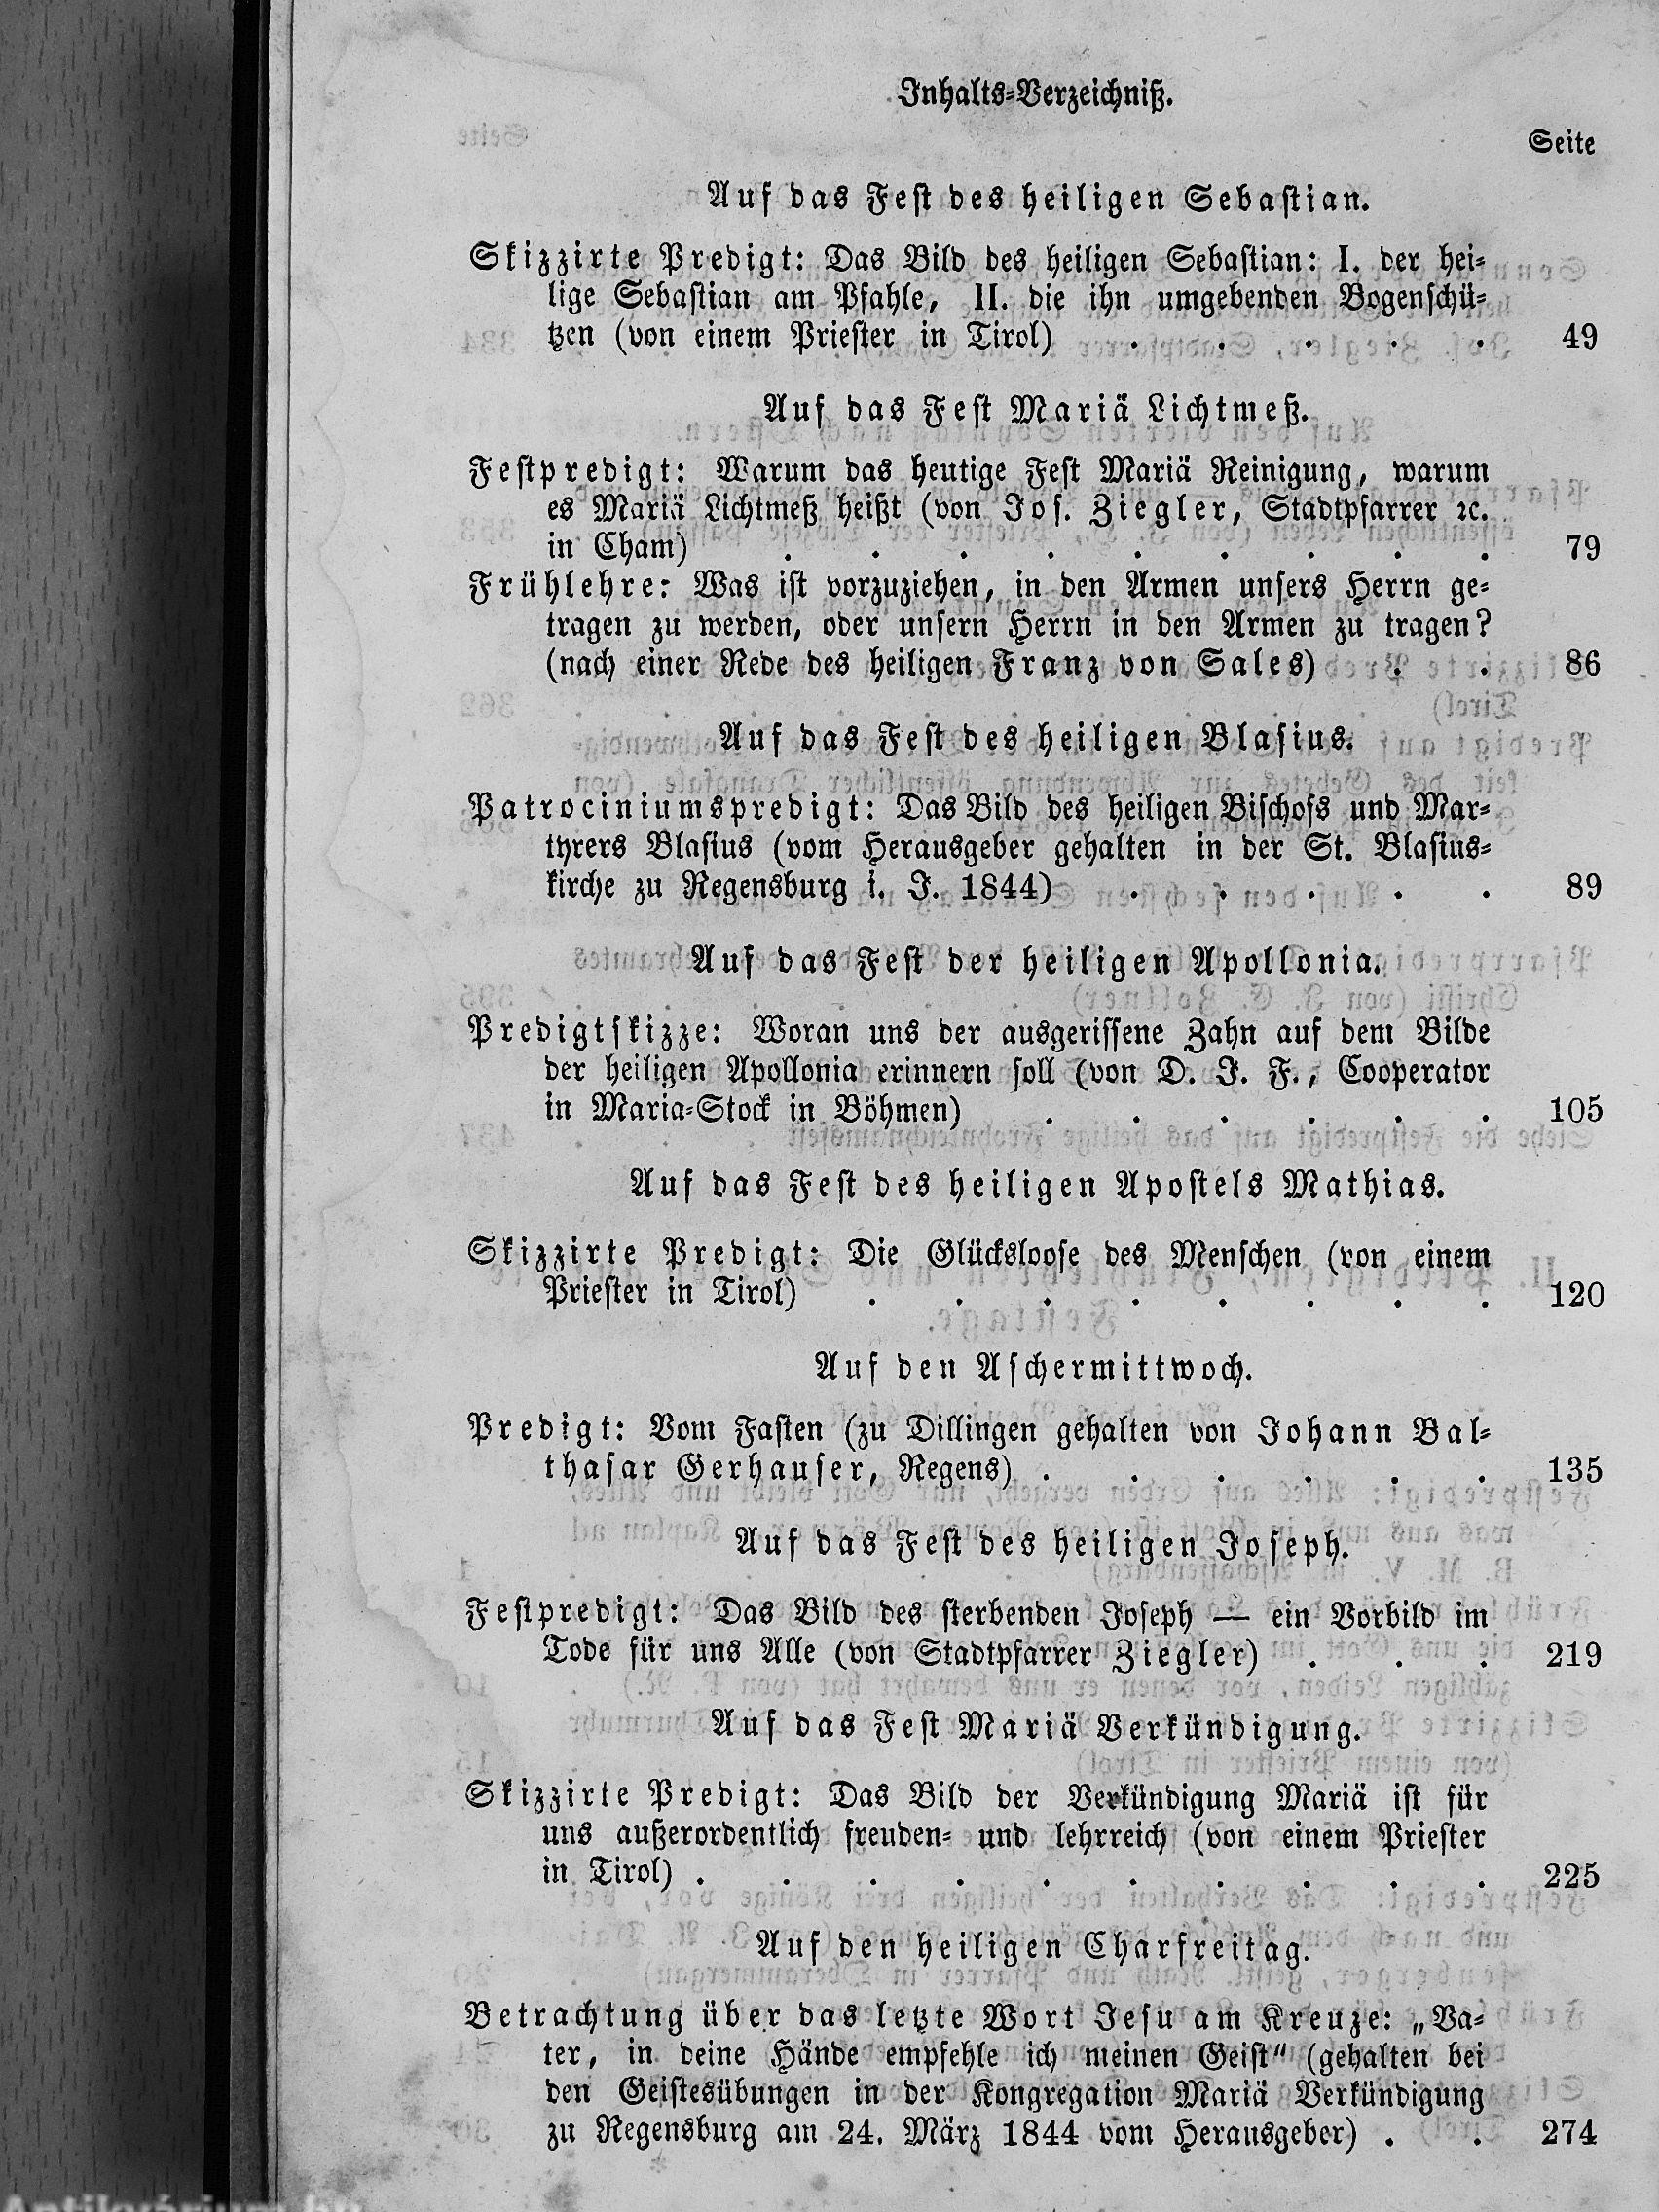 Inhalts-Verzeichniß.
Seite
Auf das Fest des heiligen Sebastian.
Skizzirte Predigt: Das Bild des heiligen Sebastian: I. der hei-
lige Sebastian am Pfahle, II. die ihn umgebenden Bogenschü-
tzen (von einem Priester in Tirol) . . . . . 49
Auf das Fest Mariä Lichtmeß.
Festpredigt: Warum das heutige Fest Mariä Reinigung, warum
es Mariä Lichtmeß heißt (von Jos. Ziegler, Stadtpfarrer ꝛc.
in Cham) . . . . . . . . . 79
Frühlehre: Was ist vorzuziehen, in den Armen unsers Herrn ge-
tragen zu werden, oder unsern Herrn in den Armen zu tragen?
(nach einer Rede des heiligen Franz von Sales) . . 86
Auf das Fest des heiligen Blasius.
Patrociniumspredigt: Das Bild des heiligen Bischofs und Mar-
tyrers Blasius (vom Herausgeber gehalten in der St. Blasius-
kirche zu Regensburg i. J. 1844) . . . . . 89
Auf das Fest der heiligen Apollonia.
Predigtskizze: Woran uns der ausgerissene Zahn auf dem Bilde
der heiligen Apollonia erinnern soll (von D. J. F., Cooperator
in Maria-Stock in Böhmen) . . . . . . 105
Auf das Fest des heiligen Apostels Mathias.
Skizzirte Predigt: Die Glücksloose des Menschen (von einem
Priester in Tirol) . . . . . . . . 120
Auf den Aschermittwoch.
Predigt: Vom Fasten (zu Dillingen gehalten von Johann Bal-
thasar Gerhauser, Regens) . . . . . . 135
Auf das Fest des heiligen Joseph.
Festpredigt: Das Bild des sterbenden Joseph — ein Vorbild im
Tode für uns Alle (von Stadtpfarrer Ziegler) . . . 219
Auf das Fest Mariä Verkündigung.
Skizzirte Predigt: Das Bild der Verkündigung Mariä ist für
uns außerordentlich freuden- und lehrreich (von einem Priester
in Tirol) . . . . . . . . . . 225
Auf den heiligen Charfreitag.
Betrachtung über das letzte Wort Jesu am Kreuze: „Va-
ter, in deine Hände empfehle ich meinen Geist“ (gehalten bei
den Geistesübungen in der Kongregation Mariä Verkündigung
zu Regensburg am 24. März 1844 vom Herausgeber) . . 274